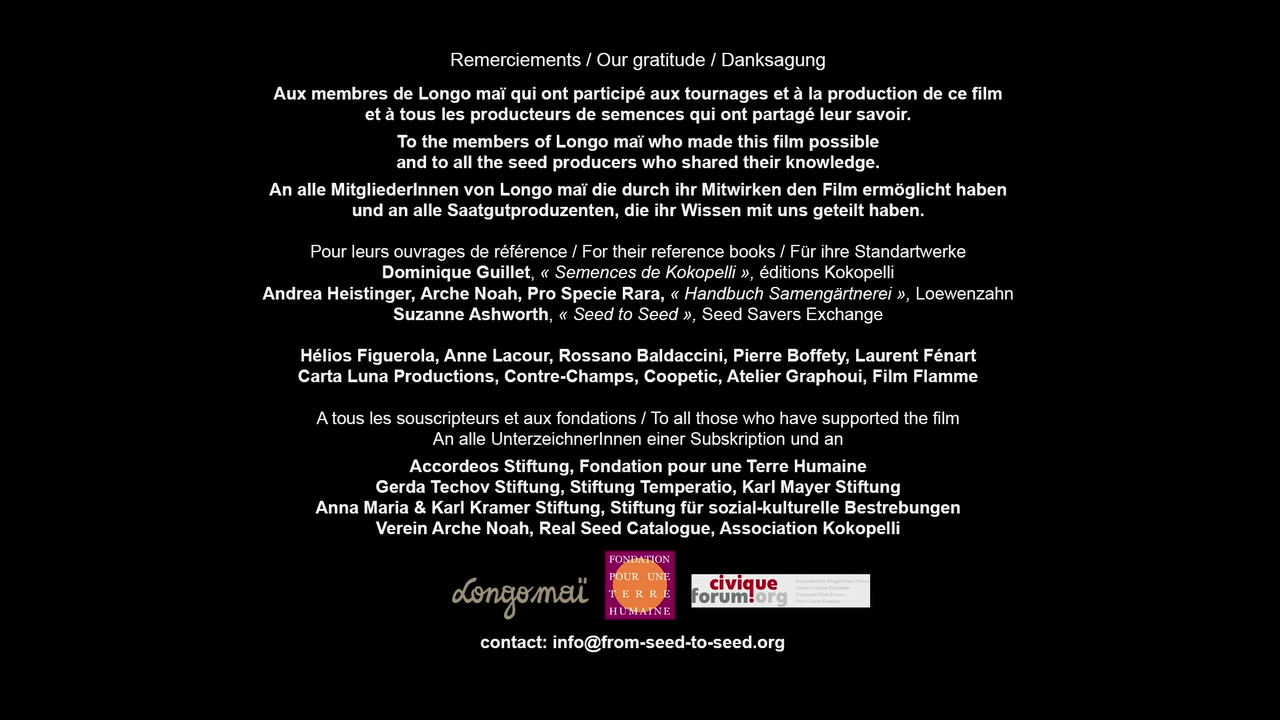 Remerciements / Our gratitude / Danksagung
Aux membres de Longo maï qui ont participé aux tournages et à la production de ce film
et à tous les producteurs de semences qui ont partagé leur savoir.
To the members of Longo maï who made this film possible
and to all the seed producers who shared their knowledge.
An alle MitgliederInnen von Longo maï die durch ihr Mitwirken den Film ermöglicht haben
und an alle Saatgutproduzenten, die ihr Wissen mit uns geteilt haben.
Pour leurs ouvrages de référence / For their reference books / Für ihre Standartwerke
Dominique Guillet, « Semences de Kokopelli », éditions Kokopelli
Andrea Heistinger, Arche Noah, Pro Specie Rara, « Handbuch Samengärtnerei », Loewenzahn
Suzanne Ashworth, « Seed to Seed », Seed Savers Exchange
Hélios Figuerola, Anne Lacour, Rossano Baldaccini, Pierre Boffety, Laurent Fénart
Carta Luna Productions, Contre-Champs, Coopetic, Atelier Graphoui, Film Flamme
A tous les souscripteurs et aux fondations / To all those who have supported the film
An alle UnterzeichnerInnen einer Subskription und an
Accordeos Stiftung, Fondation pour une Terre Humaine
Gerda Techov Stiftung, Stiftung Temperatio, Karl Mayer Stiftung
Anna Maria & Karl Kramer Stiftung, Stiftung für sozial-kulturelle Bestrebungen
Verein Arche Noah, Real Seed Catalogue, Association Kokopelli
Longo maï
FONDATION
POUR UNE
TERRE
HUMAINE
civique
forum.org
Europäisches BürgerInnen Forum
Forum Civique Européen
European Civic Forum
contact: info@from-seed-to-seed.org